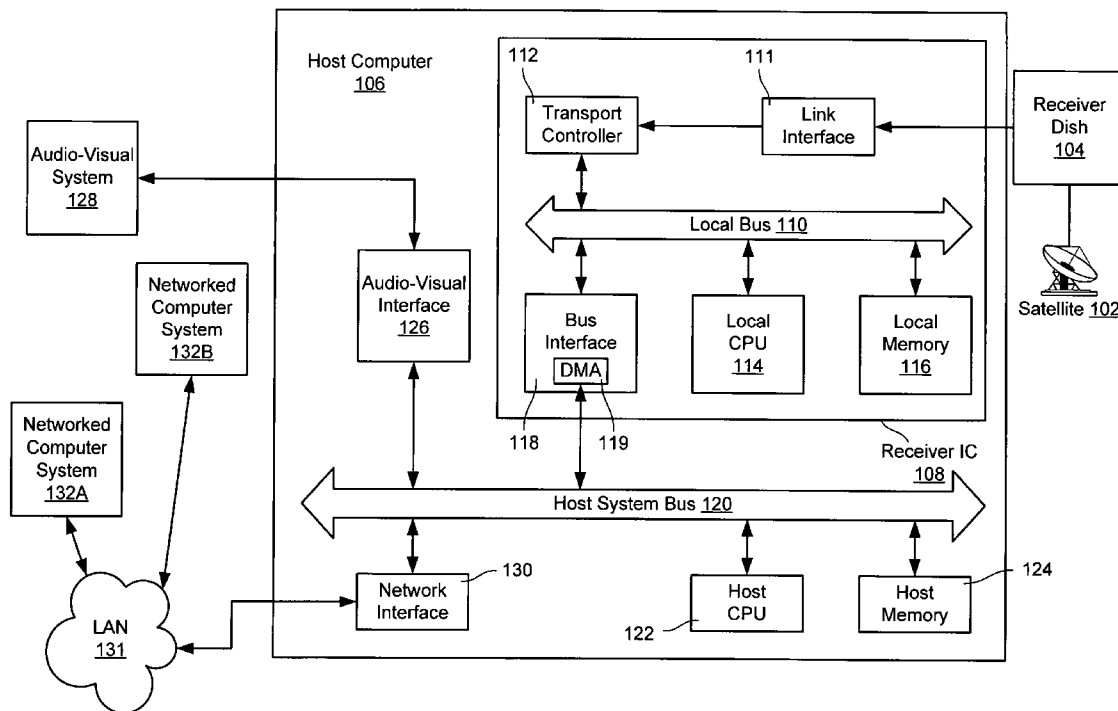 Host Computer
106
112
111
Transport
Controller
Link
Interface
Receiver
Dish
104
Audio-Visual
System
128
Local Bus 110
Networked
Computer
System
132B
Audio-Visual
Interface
126
Bus
Interface
DMA
Local
CPU
114
Local
Memory
116
Satellite 102
118
119
Receiver IC
108
Networked
Computer
System
132A
Host System Bus 120
130
124
Network
Interface
Host
CPU
122
Host
Memory
LAN
131